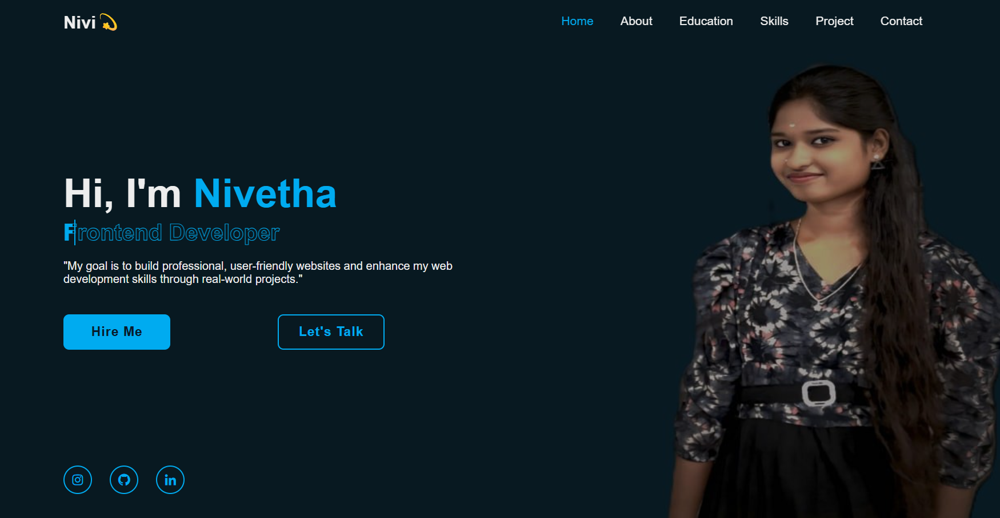 Nivi 💫
Home About Education Skills Project Contact
Hi, I'm Nivetha
Frontend Developer
"My goal is to build professional, user-friendly websites and enhance my web
development skills through real-world projects."
Hire Me
Let's Talk